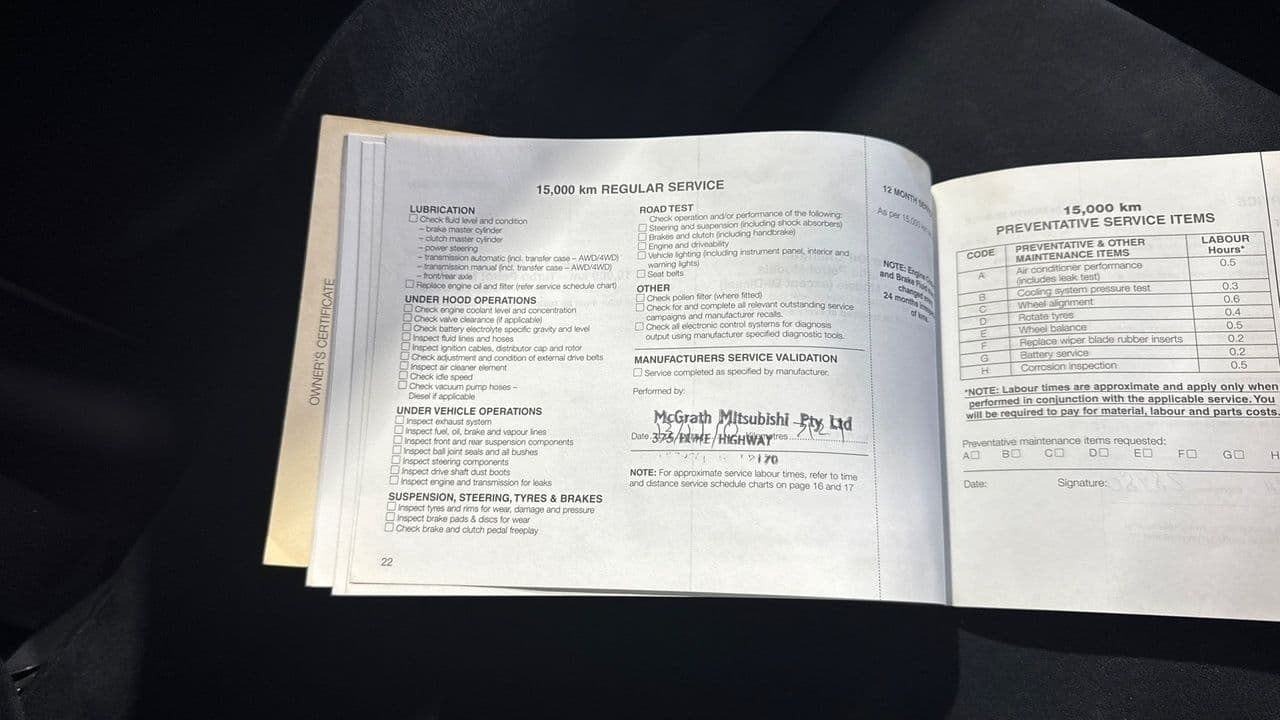 OWNER'S CERTIFICATE
15,000 km REGULAR SERVICE
LUBRICATION
Check fluid level and condition
– brake master cylinder
– clutch master cylinder
– power steering
– transmission automatic (incl. transfer case – AWD/4WD)
– transmission manual (incl. transfer case – AWD/4WD)
– front/rear axle
Replace engine oil and filter (refer service schedule chart)
UNDER HOOD OPERATIONS
Check engine coolant level and concentration
Check valve clearance (if applicable)
Check battery electrolyte specific gravity and level
Inspect fluid lines and hoses
Inspect ignition cables, distributor cap and rotor
Check adjustment and condition of external drive belts
Inspect air cleaner element
Check idle speed
Check vacuum pump hoses –
Diesel if applicable
UNDER VEHICLE OPERATIONS
Inspect exhaust system
Inspect fuel, oil, brake and vapour lines
Inspect front and rear suspension components
Inspect ball joint seals and all bushes
Inspect steering components
Inspect drive shaft dust boots
Inspect engine and transmission for leaks
SUSPENSION, STEERING, TYRES & BRAKES
Inspect tyres and rims for wear, damage and pressure
Inspect brake pads & discs for wear
Check brake and clutch pedal freeplay
22
ROAD TEST
Check operation and/or performance of the following:
Steering and suspension (including shock absorbers)
Brakes and clutch (including handbrake)
Engine and driveability
Vehicle lighting (including instrument panel, interior and
warning lights)
Seat belts
OTHER
Check pollen filter (where fitted)
Check for and complete all relevant outstanding service
campaigns and manufacturer recalls.
Check all electronic control systems for diagnosis
output using manufacturer specified diagnostic tools.
MANUFACTURERS SERVICE VALIDATION
Service completed as specified by manufacturer.
Performed by:
McGrath Mitsubishi Pty Ltd
Date 375 HUME HIGHWAY
2170
NOTE: For approximate service labour times, refer to time
and distance service schedule charts on page 16 and 17
12 MONTH
As per 15,000
NOTE: Engine
and Brake Fluid
changed
24 months
of kms.
15,000 km
PREVENTATIVE SERVICE ITEMS
CODE PREVENTATIVE & OTHER MAINTENANCE ITEMS LABOUR Hours*
A Air conditioner performance (includes leak test) 0.5
B Cooling system pressure test 0.3
C Wheel alignment 0.6
D Rotate tyres 0.4
E Wheel balance 0.5
F Replace wiper blade rubber inserts 0.2
G Battery service 0.2
H Corrosion inspection 0.5
*NOTE: Labour times are approximate and apply only when
performed in conjunction with the applicable service. You
will be required to pay for material, labour and parts costs
Preventative maintenance items requested:
A B C D E F G H
Date: Signature: